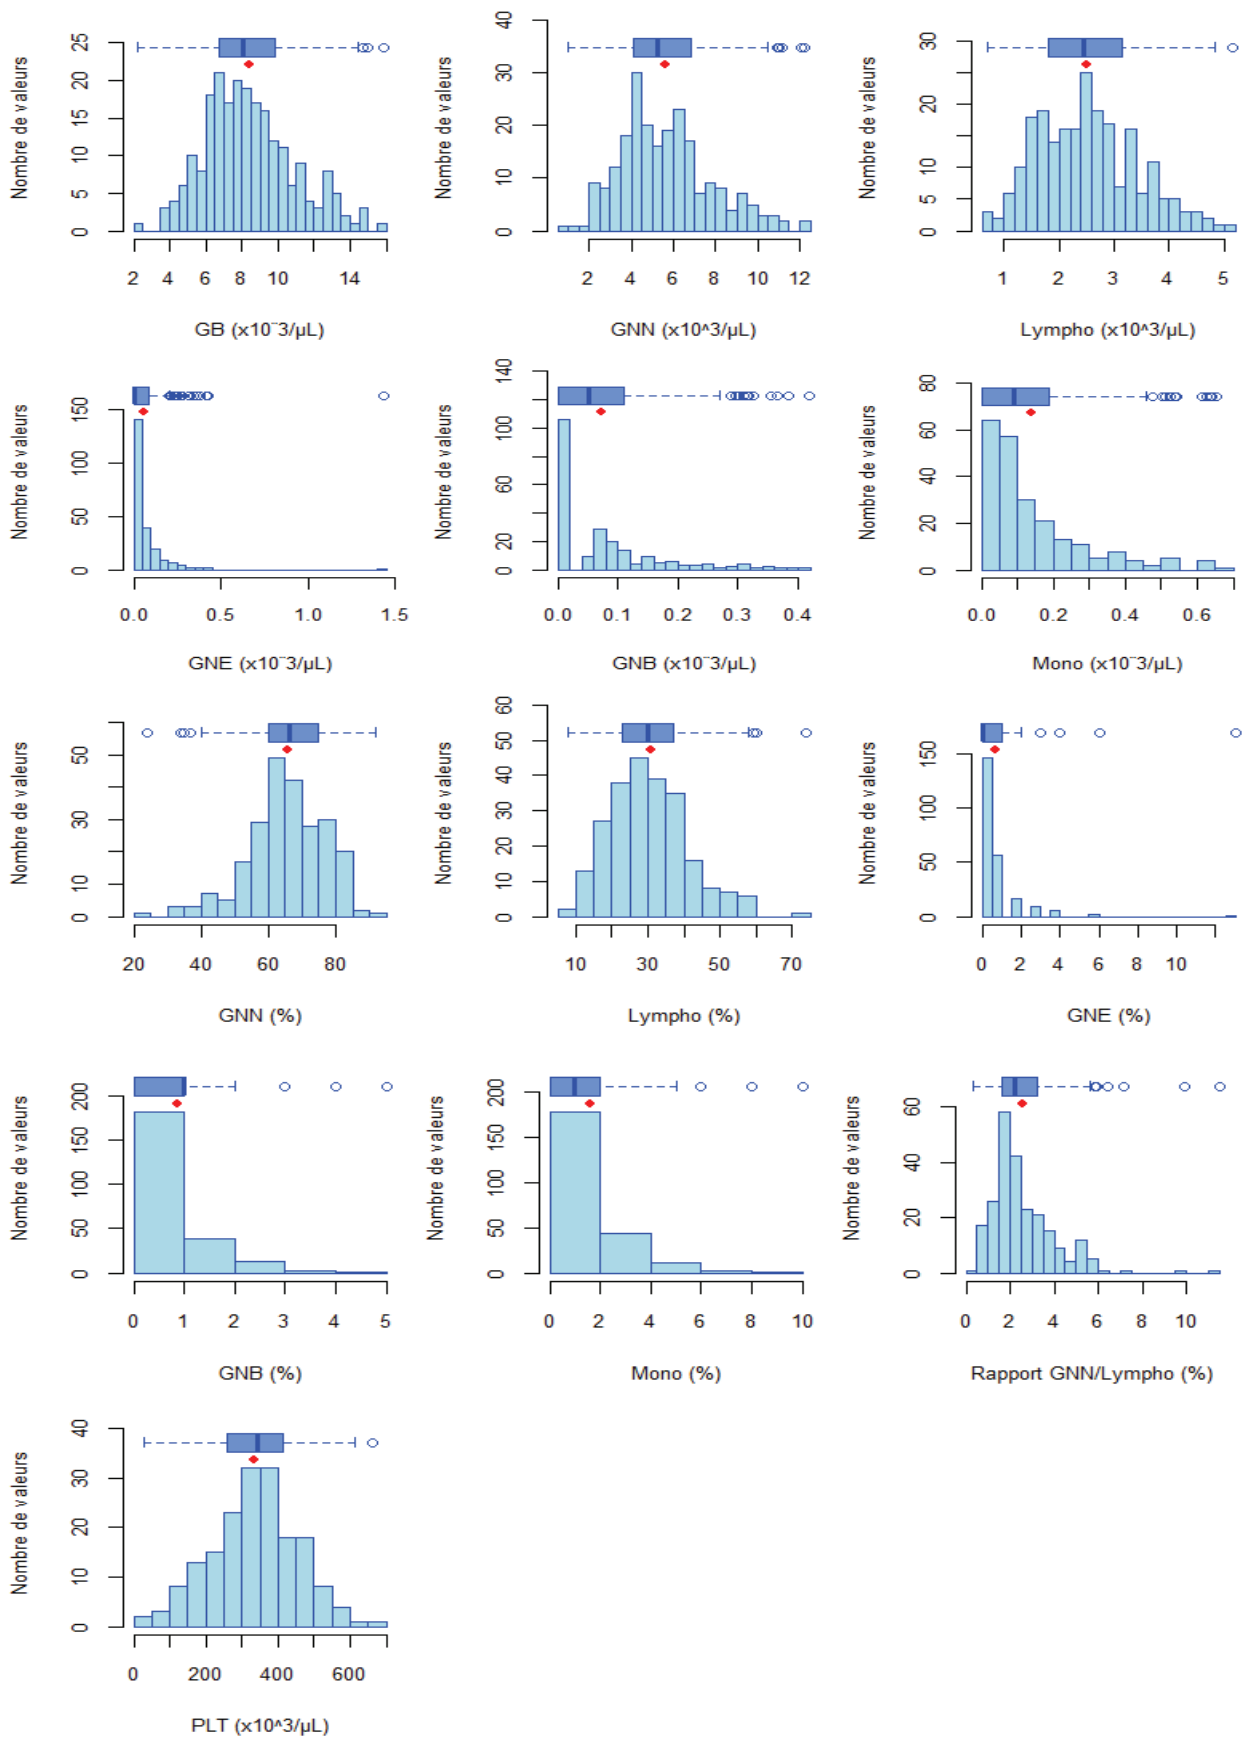 Nombre de valeurs
0 5 10 15 20 25
2 4 6 8 10 14
GB (x10¯3/µL)
Nombre de valeurs
0 10 20 30 40
2 4 6 8 10 12
GNN (x10^3/µL)
Nombre de valeurs
0 5 10 20 30
1 2 3 4 5
Lympho (x10^3/µL)
Nombre de valeurs
0 50 100 150
0.0 0.5 1.0 1.5
GNE (x10¯3/µL)
Nombre de valeurs
0 20 40 60 80 100 120 140
0.0 0.1 0.2 0.3 0.4
GNB (x10¯3/µL)
Nombre de valeurs
0 20 40 60 80
0.0 0.2 0.4 0.6
Mono (x10¯3/µL)
Nombre de valeurs
0 10 30 50
20 40 60 80
GNN (%)
Nombre de valeurs
0 10 20 30 40 50 60
10 30 50 70
Lympho (%)
Nombre de valeurs
0 50 100 150
0 2 4 6 8 10
GNE (%)
Nombre de valeurs
0 50 100 150 200
0 1 2 3 4 5
GNB (%)
Nombre de valeurs
0 50 100 150 200
0 2 4 6 8 10
Mono (%)
Nombre de valeurs
0 20 40 60
0 2 4 6 8 10
Rapport GNN/Lympho (%)
Nombre de valeurs
0 10 20 30 40
0 200 400 600
PLT (x10^3/µL)